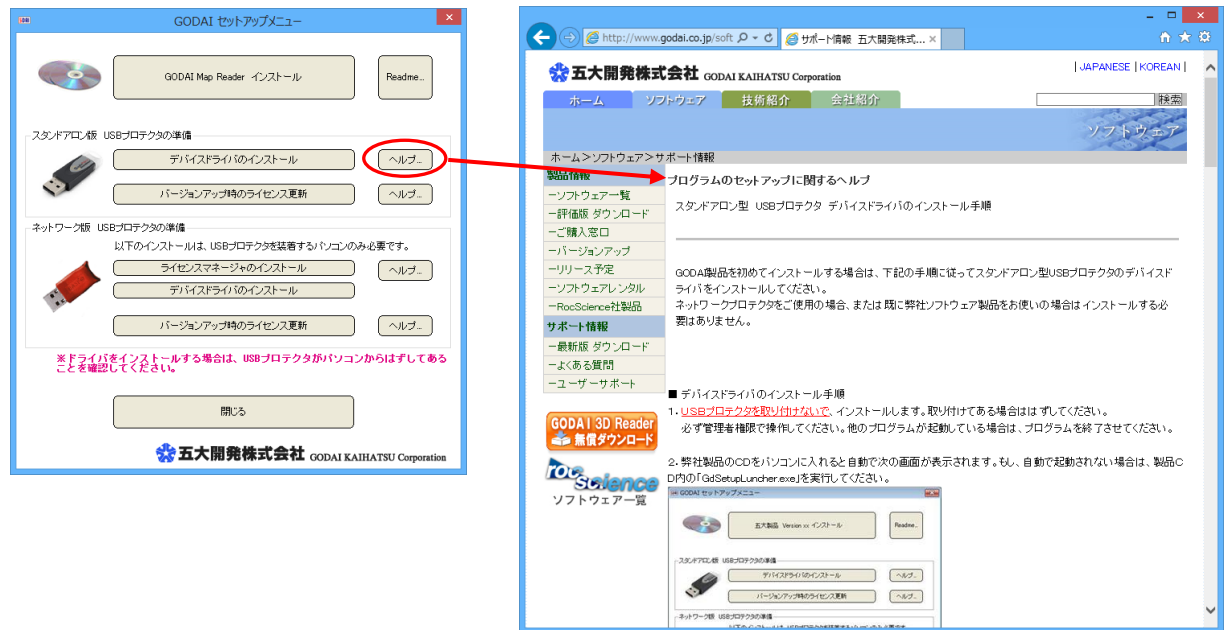 GODAI セットアップメニュー
GODAI Map Reader インストール
Readme...
スタンドアロン版 USBプロテクタの準備
デバイスドライバのインストール
ヘルプ...
バージョンアップ時のライセンス更新
ヘルプ...
ネットワーク版 USBプロテクタの準備
以下のインストールは、USBプロテクタを装着するパソコンのみ必要です。
ライセンスマネージャのインストール
ヘルプ...
デバイスドライバのインストール
バージョンアップ時のライセンス更新
ヘルプ...
※ドライバをインストールする場合は、USBプロテクタがパソコンからはずしてある
ことを確認してください。
閉じる
五大開発株式会社 GODAI KAIHATSU Corporation
http://www.godai.co.jp/soft
サポート情報 五大開発株式... ×
五大開発株式会社 GODAI KAIHATSU Corporation
| JAPANESE | KOREAN |
ホーム ソフトウェア 技術紹介 会社紹介
検索
ソフトウェア
ホーム＞ソフトウェア＞サポート情報
製品情報
－ソフトウェア一覧
－評価版 ダウンロード
－ご購入窓口
－バージョンアップ
－リリース予定
－ソフトウェアレンタル
－RocScience社製品
サポート情報
－最新版 ダウンロード
－よくある質問
－ユーザーサポート
GODAI 3D Reader
無償ダウンロード
rocscience
ソフトウェア一覧
プログラムのセットアップに関するヘルプ
スタンドアロン型 USBプロテクタ デバイスドライバのインストール手順
GODAI製品を初めてインストールする場合は、下記の手順に従ってスタンドアロン型USBプロテクタのデバイスド
ライバをインストールしてください。
ネットワークプロテクタをご使用の場合、または既に弊社ソフトウェア製品をお使いの場合はインストールする必
要はありません。
■ デバイスドライバのインストール手順
1．USBプロテクタを取り付けないで、インストールします。取り付けてある場合ははずしてください。
必ず管理者権限で操作してください。他のプログラムが起動している場合は、プログラムを終了させてください。
2．弊社製品のCDをパソコンに入れると自動で次の画面が表示されます。もし、自動で起動されない場合は、製品C
D内の「GdSetupLuncher.exe」を実行してください。
GODAI セットアップメニュー
五大製品 Version xx インストール
Readme...
スタンドアロン版 USBプロテクタの準備
デバイスドライバのインストール
ヘルプ...
バージョンアップ時のライセンス更新
ヘルプ...
ネットワーク版 USBプロテクタの準備